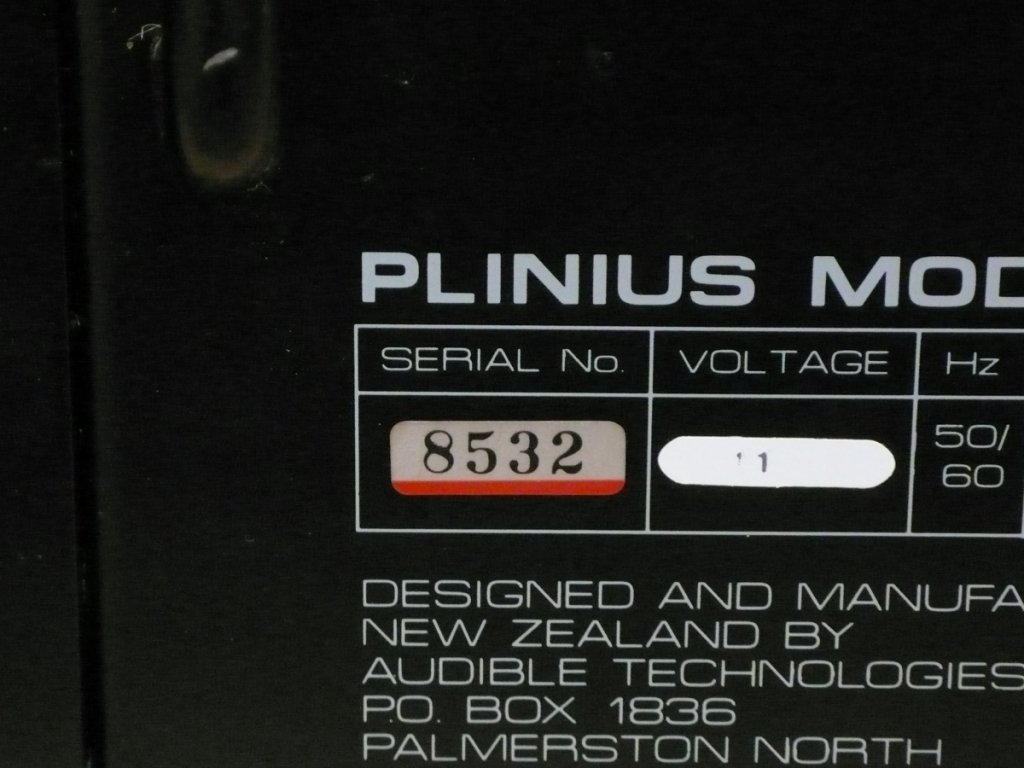 PLINIUS MOD
SERIAL No. VOLTAGE Hz
8532 50/
60
DESIGNED AND MANUFA
NEW ZEALAND BY
AUDIBLE TECHNOLOGIES
P.O. BOX 1836
PALMERSTON NORTH